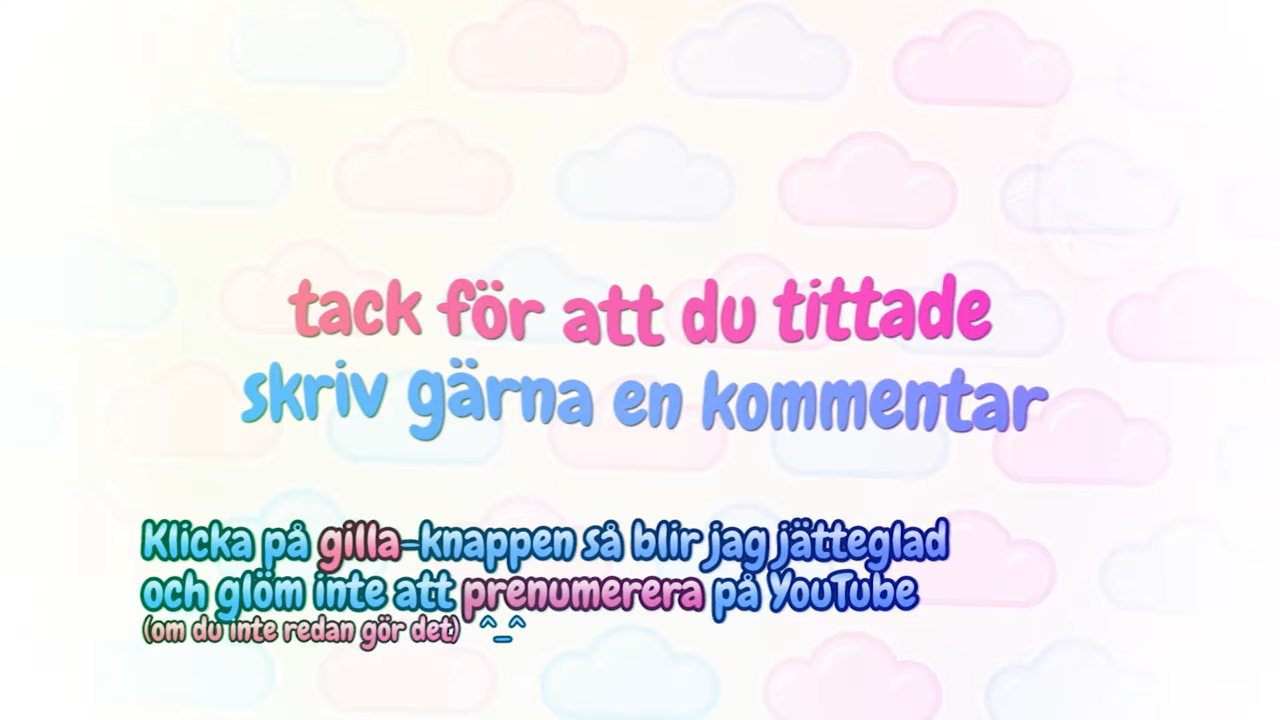 tack för att du tittade
skriv gärna en kommentar
Klicka på gilla-knappen så blir jag jätteglad
och glöm inte att prenumerera på YouTube
(om du inte redan gör det) ^_^